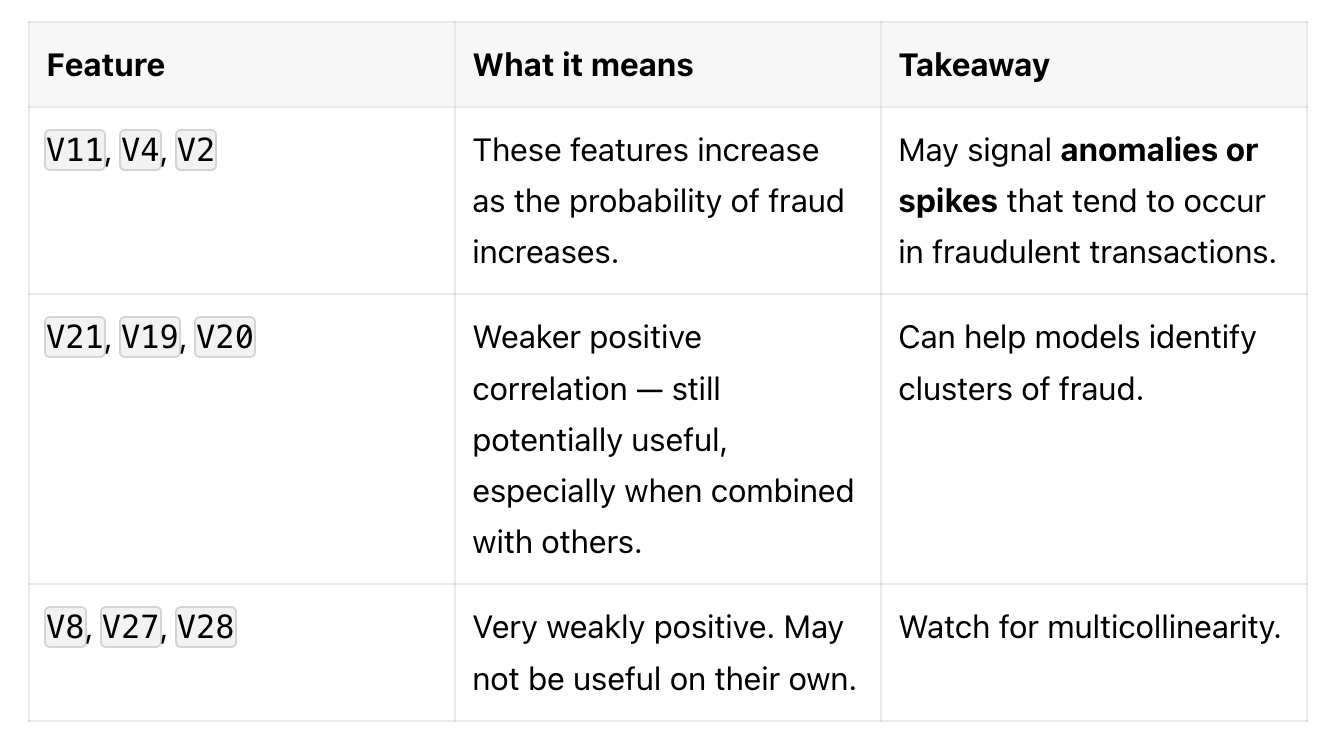 Feature
What it means
Takeaway
V11, V4, V2
These features increase
as the probability of fraud
increases.
May signal anomalies or
spikes that tend to occur
in fraudulent transactions.
V21, V19, V20
Weaker positive
correlation — still
potentially useful,
especially when combined
with others.
Can help models identify
clusters of fraud.
V8, V27, V28
Very weakly positive. May
not be useful on their own.
Watch for multicollinearity.